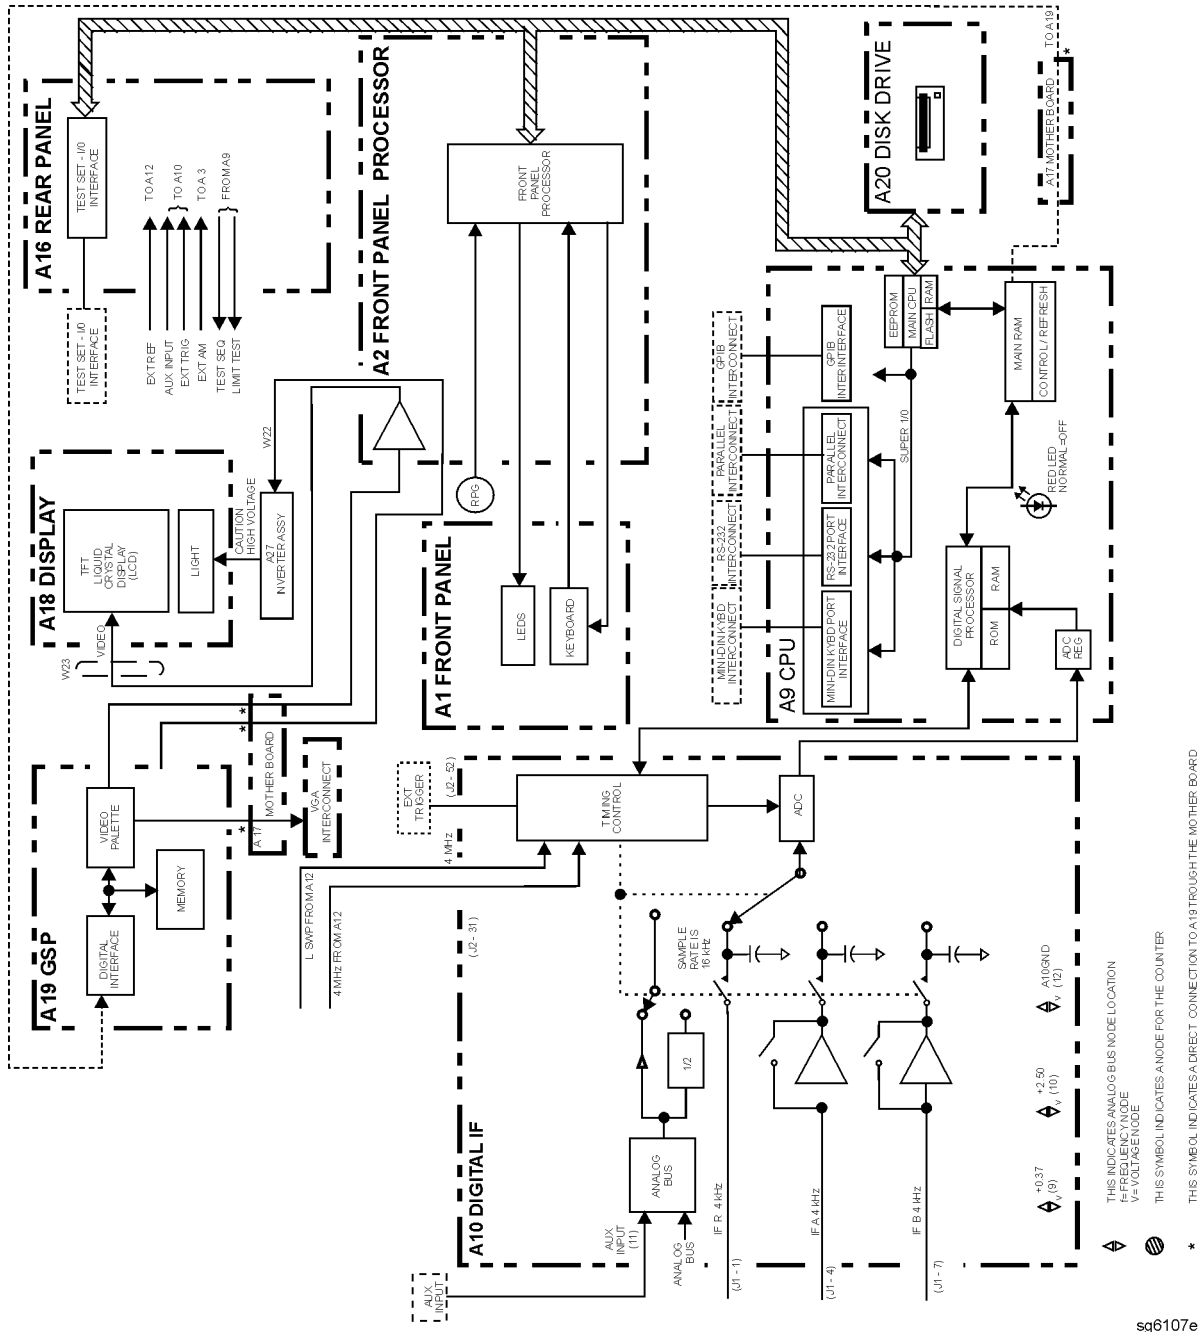 A16 REAR PANEL
TEST SET - I/0
INTERFACE
TEST SET - I/0
INTERFACE
TO A12
TO A10
TO A 3
FROM A9
EXT REF
AUX INPUT
EXT TRIG
EXT AM
TEST SEQ
LIMIT TEST
A2 FRONT PANEL PROCESSOR
FRONT
PANEL
PROCESSOR
A20 DISK DRIVE
A17 MOTHER BOARD
TO A19
*
A18 DISPLAY
TFT
LIQUID
CRYSTAL
DISPLAY
(LCD)
LIGHT
CAUTION
HIGH VOLTAGE
A27
INVERTER ASSY
W22
W23
VIDEO
A1 FRONT PANEL
RPG
LEDS
KEYBOARD
A9 CPU
GPIB
INTERCONNECT
PARALLEL
INTERCONNECT
RS-232
INTERCONNECT
MINI-DIN KYBD
INTERCONNECT
GPIB
INTERINTERFACE
PARALLEL
INTERCONNECT
RS-232 PORT
INTERFACE
MINI-DIN KYBD PORT
INTERFACE
EEPROM
MAIN CPU
FLASH
RAM
SUPER 1/0
MAIN RAM
CONTROL / REFRESH
RED LED
NORMAL=OFF
DIGITAL SIGNAL
PROCESSOR
ROM
RAM
ADC
REG
A19 GSP
VIDEO
PALETTE
MEMORY
DIGITAL
INTERFACE
*
*
*
A 17
MOTHER BOARD
VGA
INTERCONNECT
L SWP FROM A12
4 MHz FROM A12
EXT
TRIGGER
(J2 - 52)
4 MHz
(J2 - 31)
A10 DIGITAL IF
TIMING
CONTROL
ADC
SAMPLE
RATE IS
16 kHz
1/2
ANALOG
BUS
AUX
INPUT
(11)
ANALOG
BUS
AUX
INPUT
IF R 4 kHz
IF A 4 kHz
IF B 4 kHz
(J1 - 1)
(J1 - 4)
(J1 - 7)
+0.37
V (9)
+2.50
V (10)
A10GND
V (12)
THIS INDICATES ANALOG BUS NODE LOCATION
f= FREQUENCY NODE
V= VOLTAGE NODE
THIS SYMBOL INDICATES A NODE FOR THE COUNTER
* THIS SYMBOL INDICATES A DIRECT CONNECTION TO A19 TROUGH THE MOTHER BOARD
sg6107e